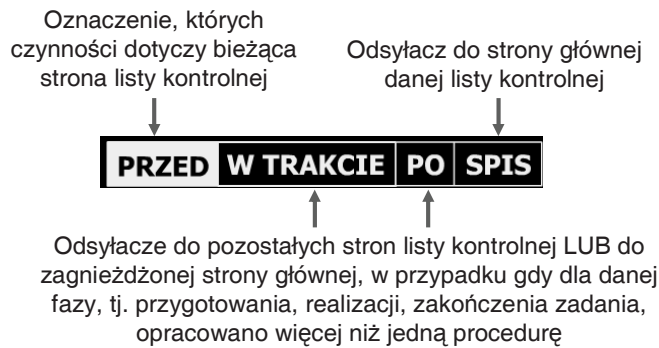 Oznaczenie, których
czynności dotyczy bieżąca
strona listy kontrolnej
Odsyłacz do strony głównej
danej listy kontrolnej
PRZED W TRAKCIE PO SPIS
Odsyłacze do pozostałych stron listy kontrolnej LUB do
zagnieżdżonej strony głównej, w przypadku gdy dla danej
fazy, tj. przygotowania, realizacji, zakończenia zadania,
opracowano więcej niż jedną procedurę